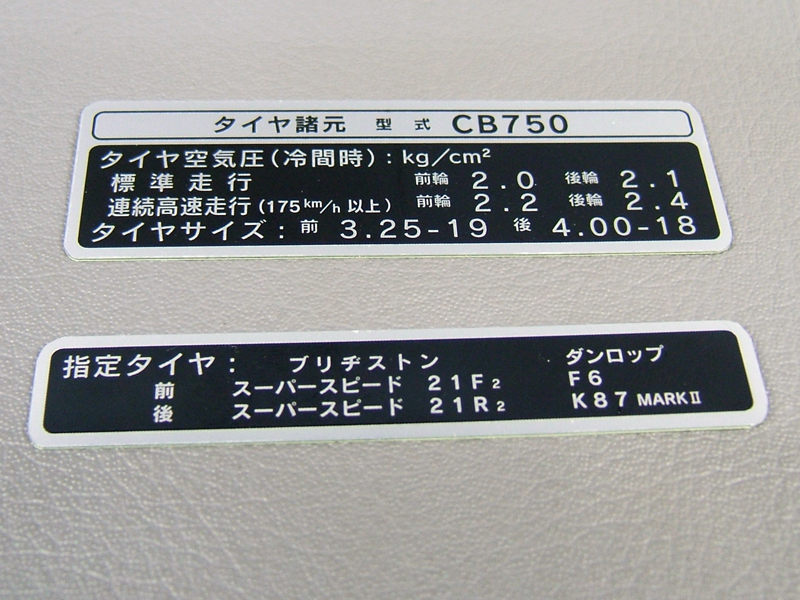 タイヤ諸元 型式 CB750
タイヤ空気圧(冷間時):kg/cm²
標準走行 前輪 2.0 後輪 2.1
連続高速走行(175km/h以上) 前輪 2.2 後輪 2.4
タイヤサイズ: 前 3.25-19 後 4.00-18
指定タイヤ: ブリヂストン ダンロップ
前 スーパースピード 21F2 F6
後 スーパースピード 21R2 K87 MARKⅡ